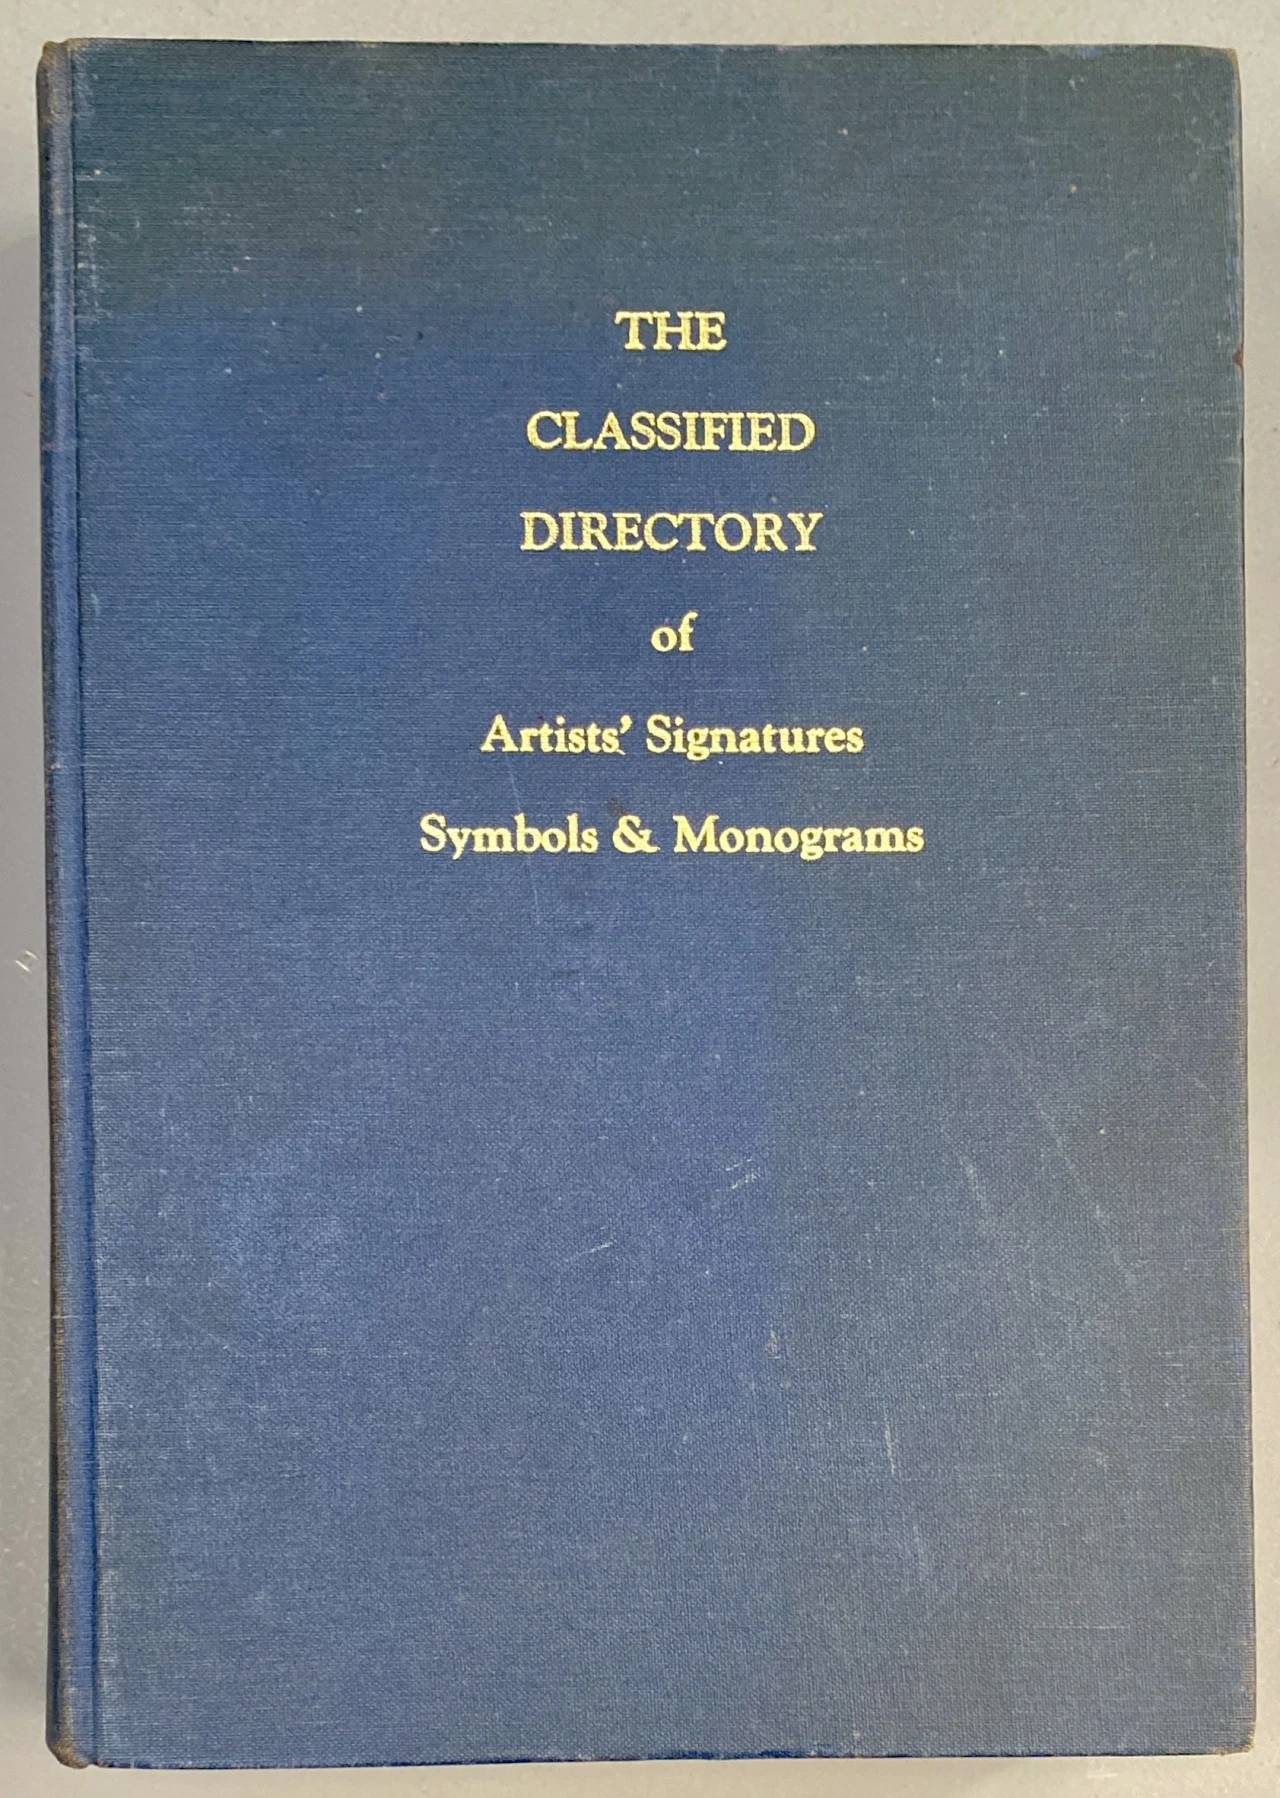 THE
CLASSIFIED
DIRECTORY
of
Artists' Signatures
Symbols & Monograms